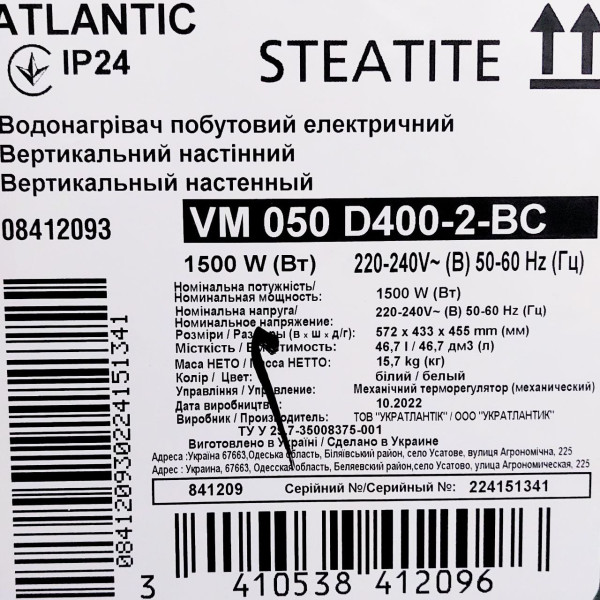 ATLANTIC
IP24
STEATITE
Водонагрівач побутовий електричний
Вертикальний настінний
Вертикальный настенный
08412093
VM 050 D400-2-BC
1500 W (Вт) 220-240V~ (В) 50-60 Hz (Гц)
Номінальна потужність/
Номинальная мощность: 1500 W (Вт)
Номінальна напруга/ 220-240V~ (В) 50-60 Hz (Гц)
Номинальное напряжение:
Розміри / Размеры (в х ш х д/г): 572 x 433 x 455 mm (мм)
Місткість / Вместимость: 46,7 l / 46,7 дм3 (л)
Маса НЕТО / Масса НЕТТО: 15,7 kg (кг)
Колір / Цвет: білий / белый
Управління / Управление: Механічний терморегулятор (механический)
Дата виробництва: 10.2022
Виробник / Производитель: ТОВ "УКРАТЛАНТІК" / ООО "УКРАТЛАНТИК"
ТУ У 29.7-35008375-001
Виготовлено в Україні / Сделано в Украине
Адреса :Україна, 67663,Одеська область, Біляївський район, село Усатове, вулиця Агрономічна, 225
Адрес : Украина, 67663, Одесская область, Беляевский район,село Усатово, улица Агрономическая, 225
841209 Серійний №/Серийный №: 224151341
0841209302241513​41
3 410538 412096